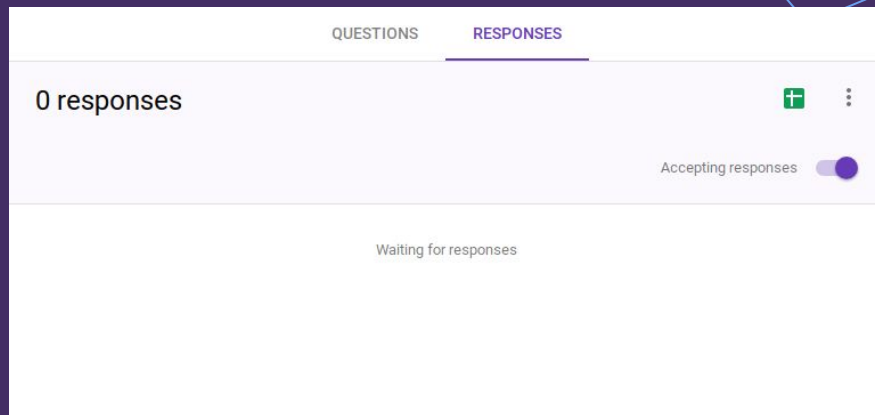 QUESTIONS RESPONSES
0 responses
Accepting responses
Waiting for responses